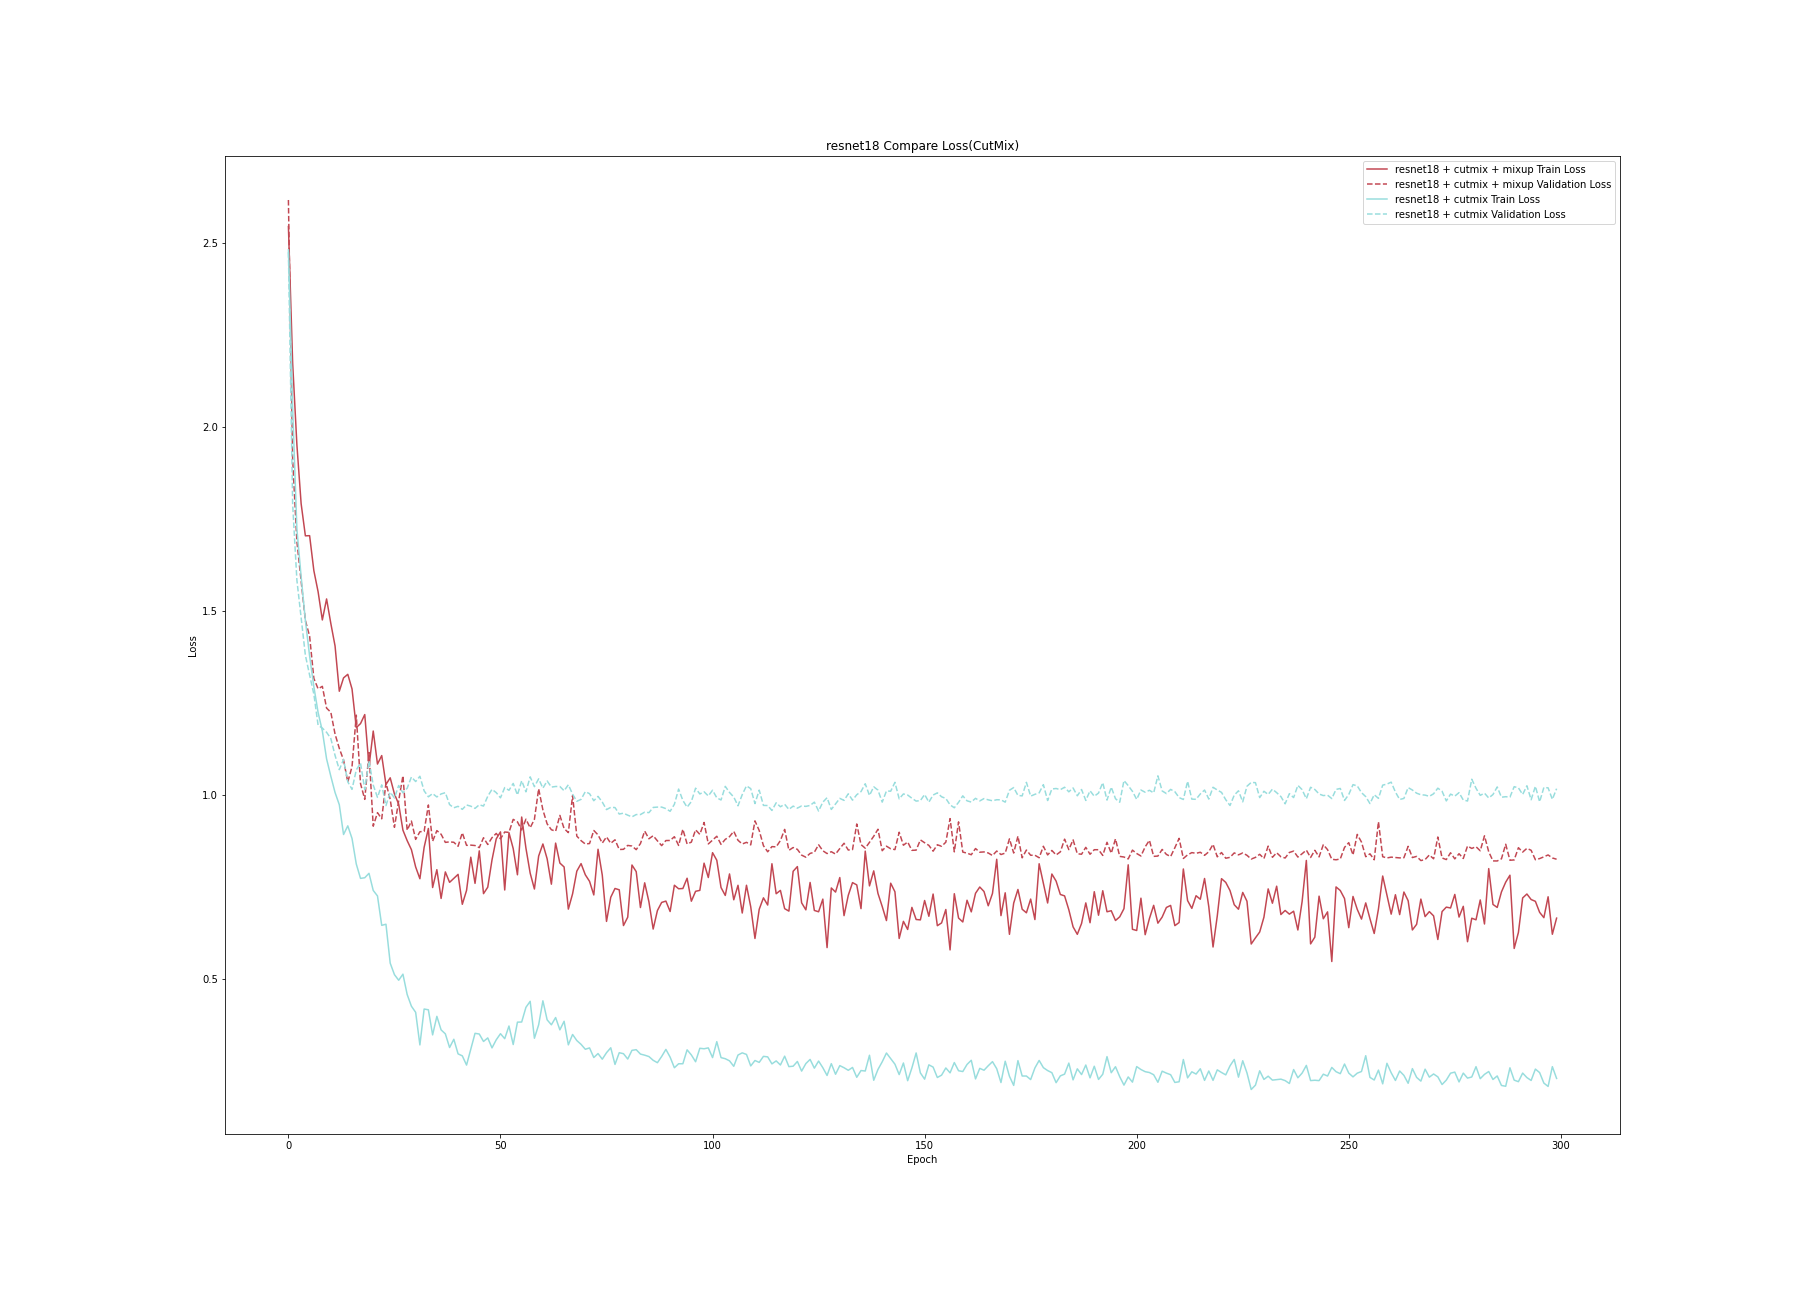 resnet18 Compare Loss(CutMix)
resnet18 + cutmix + mixup Train Loss
resnet18 + cutmix + mixup Validation Loss
resnet18 + cutmix Train Loss
resnet18 + cutmix Validation Loss
2.5
2.0
1.5
1.0
0.5
Loss
0 50 100 150 200 250 300
Epoch